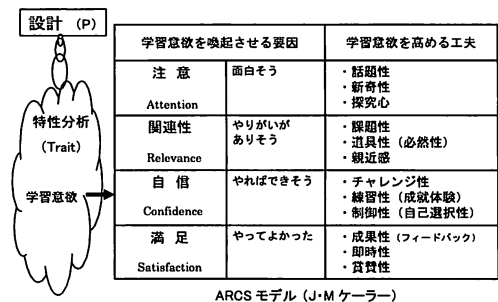 設計 (P)
特性分析
(Trait)
学習意欲
学習意欲を喚起させる要因
学習意欲を高める工夫
注 意
Attention
面白そう
・話題性
・新奇性
・探究心
関連性
Relevance
やりがいが
ありそう
・課題性
・道具性 (必然性)
・親近感
自 信
Confidence
やればできそう
・チャレンジ性
・練習性 (成就体験)
・制御性 (自己選択性)
満 足
Satisfaction
やってよかった
・成果性 (フィードバック)
・即時性
・賞賛性
ARCS モデル (J・M ケーラー)